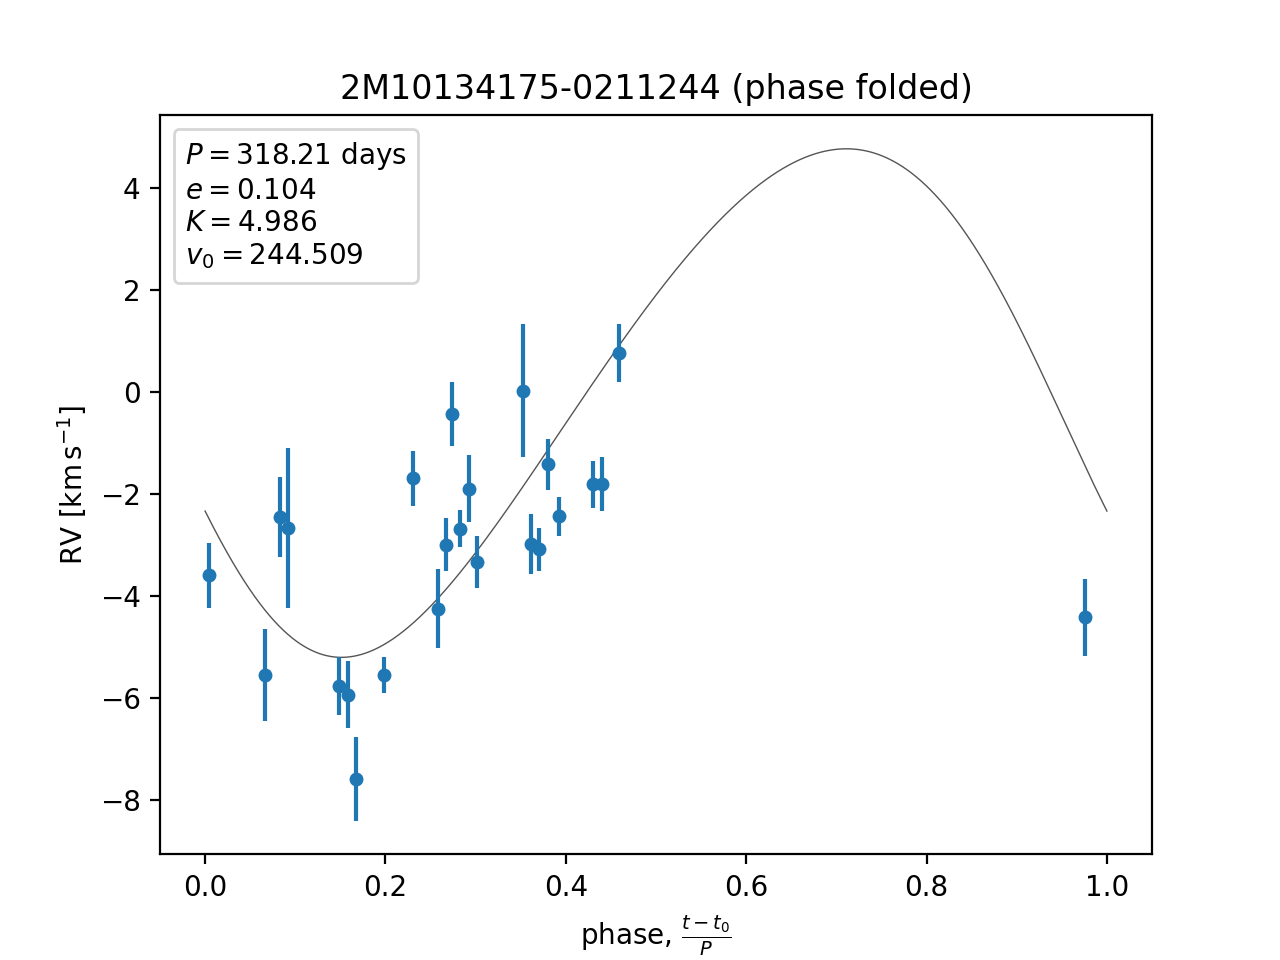 2M10134175-0211244 (phase folded)
P = 318.21 days
e = 0.104
K = 4.986
v₀ = 244.509
4
2
0
−2
−4
−6
−8
RV [km s⁻¹]
0.0 0.2 0.4 0.6 0.8 1.0
phase, (t − t₀)/P